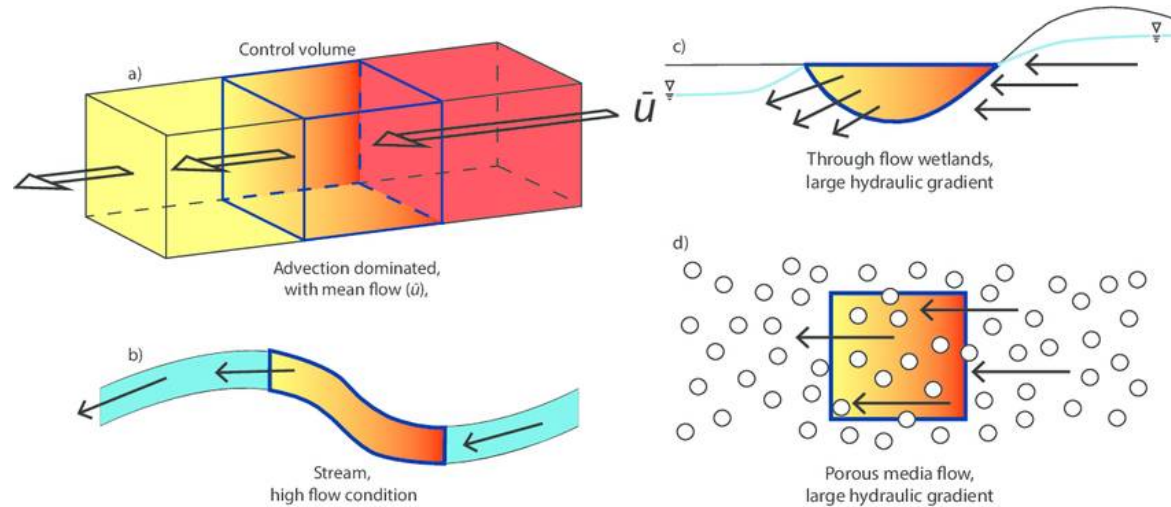 Control volume
a)
ū
Advection dominated,
with mean flow (ū),
b)
Stream,
high flow condition
c)
Through flow wetlands,
large hydraulic gradient
d)
Porous media flow,
large hydraulic gradient